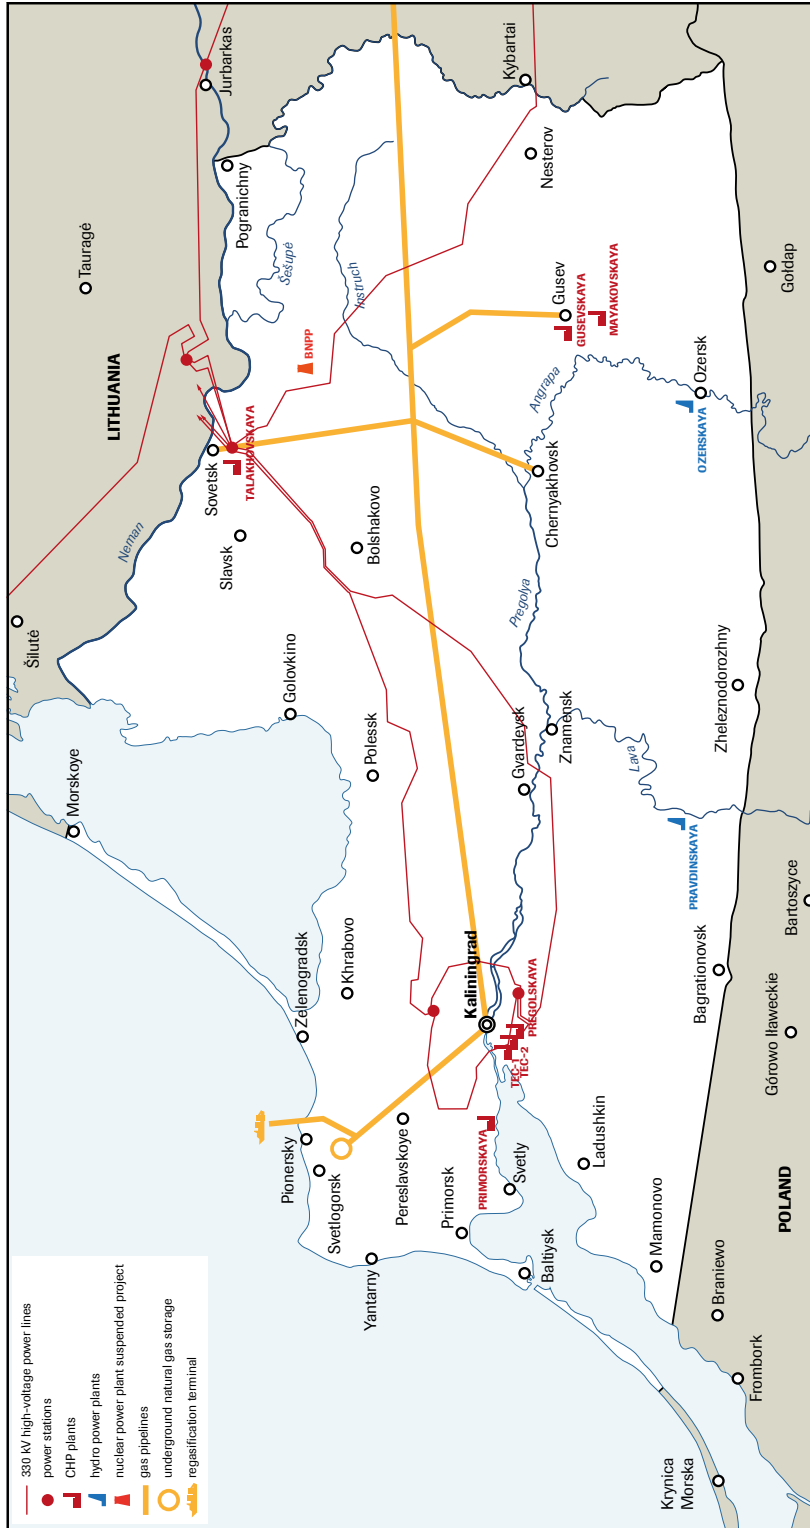 330 kV high-voltage power lines
power stations
CHP plants
hydro power plants
nuclear power plant suspended project
gas pipelines
underground natural gas storage
regasification terminal
Morskoye
Šilutė
LITHUANIA
Tauragė
Jurbarkas
Neman
Sovetsk
Slavsk
TALAKHOVSKAYA
Pogranichny
Šešupė
BNPP
Golovkino
Zelenogradsk
Pionersky
Svetlogorsk
Khrabovo
Polessk
Bolshakovo
Instruch
Yantarny
Pereslavskoye
Primorsk
PRIMORSKAYA
Kaliningrad
TEC-1
TEC-2
PREGOLSKAYA
Svetly
Baltiysk
Gvardeysk
Znamensk
Pregolya
Chernyakhovsk
Angrapa
Gusev
GUSEVSKAYA
MAYAKOVSKAYA
Nesterov
Kybartai
Ladushkin
Mamonovo
Lava
PRAVDINSKAYA
OZERSKAYA
Ozersk
Krynica
Morska
Frombork
Braniewo
POLAND
Bagrationovsk
Górowo Iławeckie
Bartoszyce
Zheleznodorozhny
Gołdap